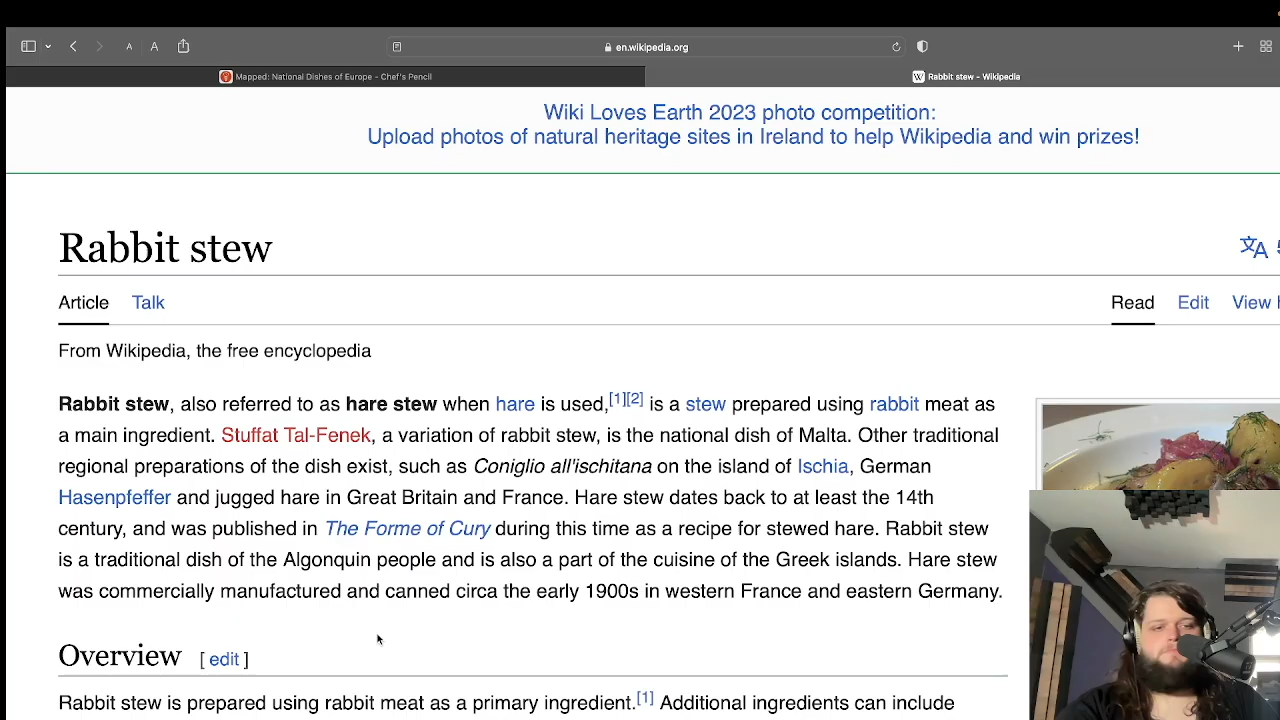 A A en.wikipedia.org
Mapped: National Dishes of Europe - Chef's Pencil W Rabbit stew - Wikipedia
Wiki Loves Earth 2023 photo competition:
Upload photos of natural heritage sites in Ireland to help Wikipedia and win prizes!
Rabbit stew
Article Talk Read Edit View
From Wikipedia, the free encyclopedia
Rabbit stew, also referred to as hare stew when hare is used,[1][2] is a stew prepared using rabbit meat as
a main ingredient. Stuffat Tal-Fenek, a variation of rabbit stew, is the national dish of Malta. Other traditional
regional preparations of the dish exist, such as Coniglio all'ischitana on the island of Ischia, German
Hasenpfeffer and jugged hare in Great Britain and France. Hare stew dates back to at least the 14th
century, and was published in The Forme of Cury during this time as a recipe for stewed hare. Rabbit stew
is a traditional dish of the Algonquin people and is also a part of the cuisine of the Greek islands. Hare stew
was commercially manufactured and canned circa the early 1900s in western France and eastern Germany.
Overview [ edit ]
Rabbit stew is prepared using rabbit meat as a primary ingredient.[1] Additional ingredients can include